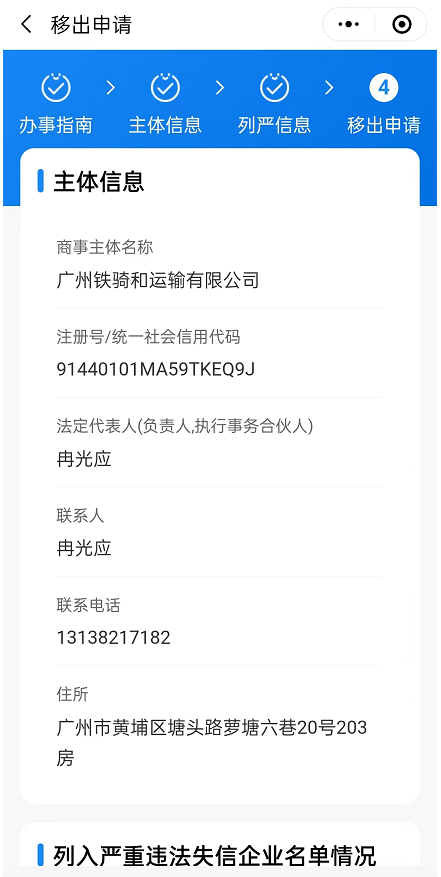 移出申请
4
办事指南
主体信息
列严信息
移出申请
主体信息
商事主体名称
广州铁骑和运输有限公司
注册号/统一社会信用代码
91440101MA59TKEQ9J
法定代表人(负责人,执行事务合伙人)
冉光应
联系人
冉光应
联系电话
13138217182
住所
广州市黄埔区塘头路萝塘六巷20号203
房
列入严重违法失信企业名单情况